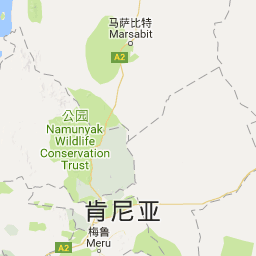 马萨比特
Marsabit
A2
公园
Namunyak
Wildlife
Conservation
Trust
肯尼亚
梅鲁
Meru
A2